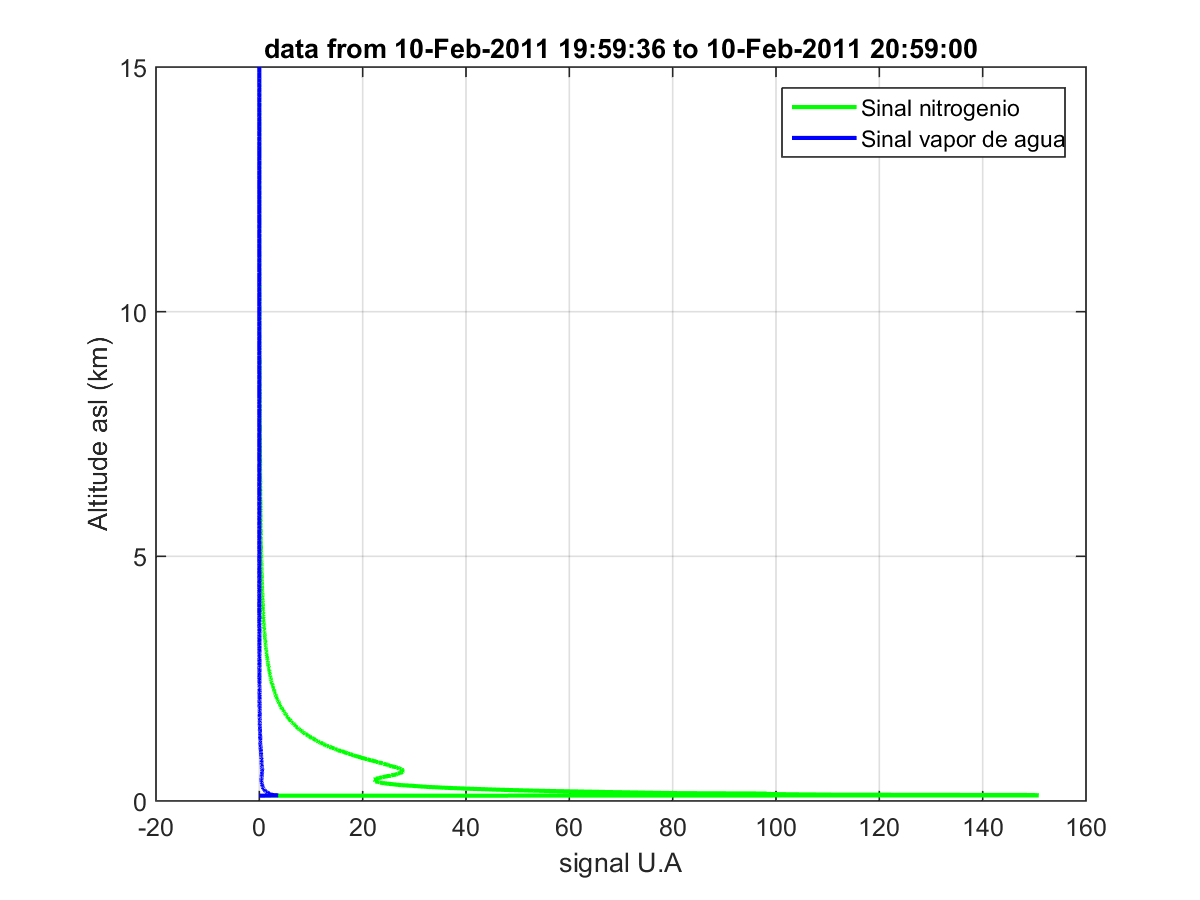 data from 10-Feb-2011 19:59:36 to 10-Feb-2011 20:59:00
Sinal nitrogenio
Sinal vapor de agua
15
10
5
0
Altitude asl (km)
-20 0 20 40 60 80 100 120 140 160
signal U.A